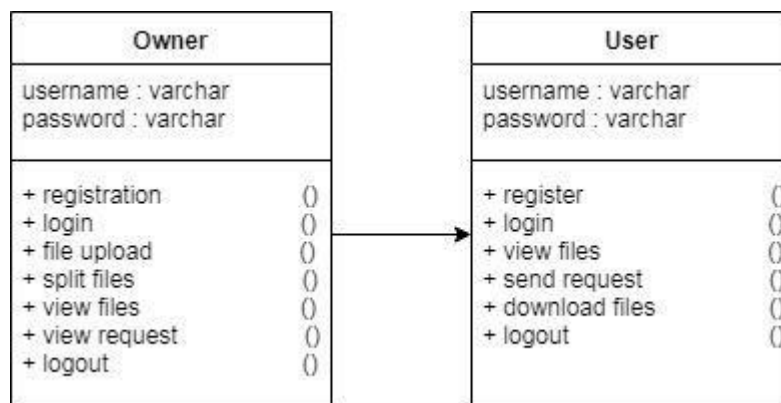 Owner
username : varchar
password : varchar
+ registration ()
+ login ()
+ file upload ()
+ split files ()
+ view files ()
+ view request ()
+ logout ()
User
username : varchar
password : varchar
+ register ()
+ login ()
+ view files ()
+ send request ()
+ download files ()
+ logout ()